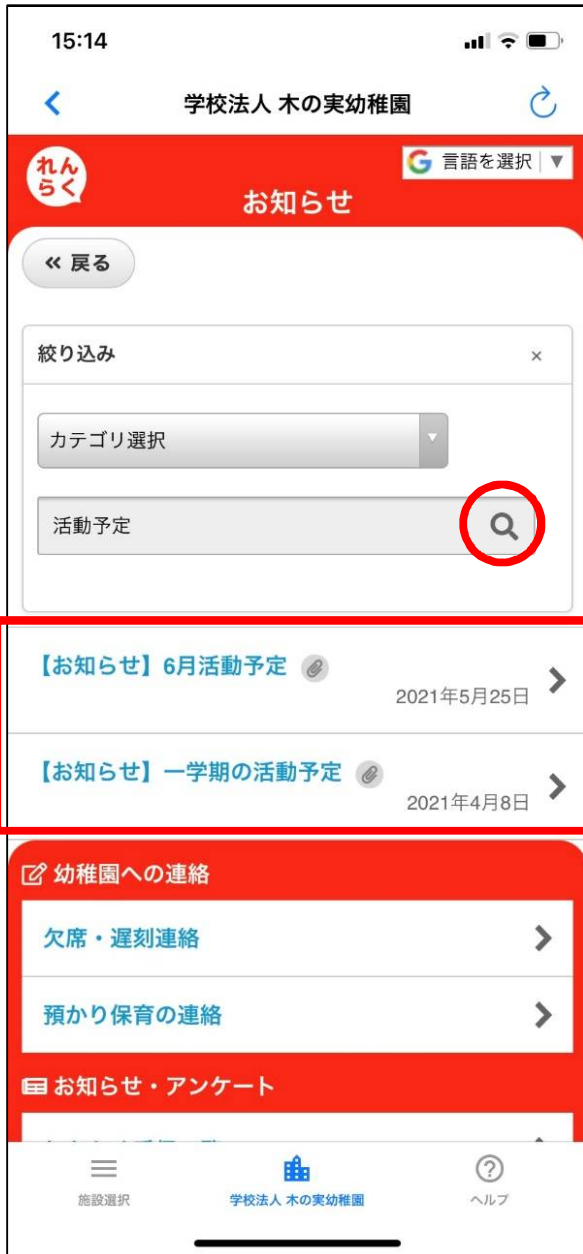 15:14
学校法人 木の実幼稚園
れんらく
G 言語を選択 ▼
お知らせ
« 戻る
絞り込み ×
カテゴリ選択
活動予定
【お知らせ】6月活動予定
2021年5月25日
【お知らせ】一学期の活動予定
2021年4月8日
幼稚園への連絡
欠席・遅刻連絡
預かり保育の連絡
お知らせ・アンケート
施設選択
学校法人 木の実幼稚園
ヘルプ